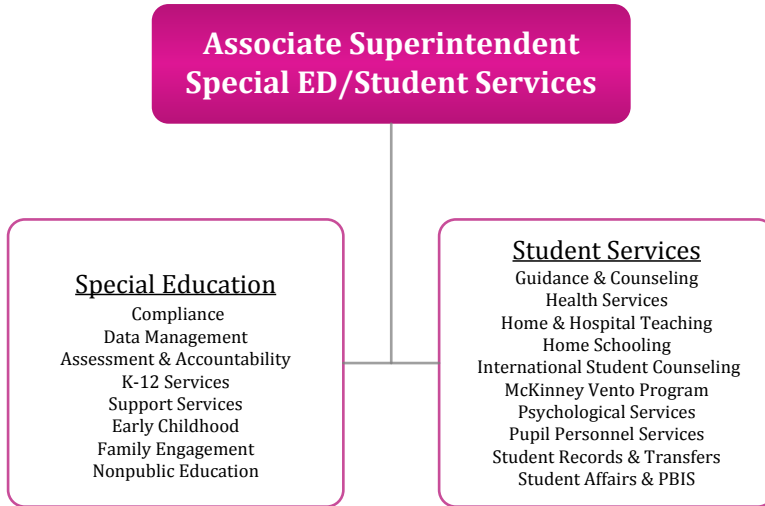 Associate Superintendent
Special ED/Student Services
Special Education
Compliance
Data Management
Assessment & Accountability
K-12 Services
Support Services
Early Childhood
Family Engagement
Nonpublic Education
Student Services
Guidance & Counseling
Health Services
Home & Hospital Teaching
Home Schooling
International Student Counseling
McKinney Vento Program
Psychological Services
Pupil Personnel Services
Student Records & Transfers
Student Affairs & PBIS